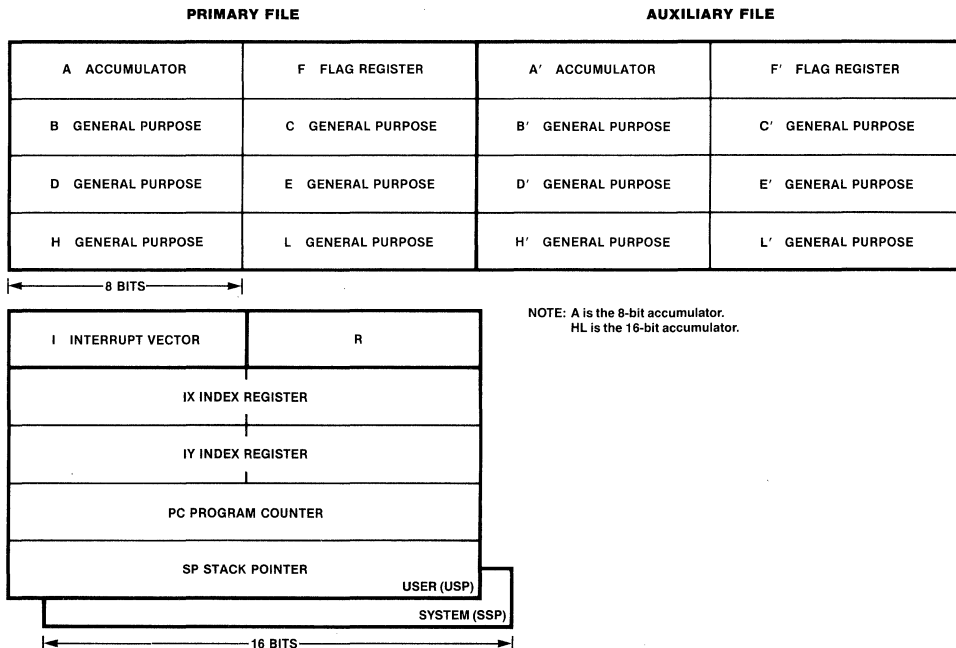 PRIMARY FILE AUXILIARY FILE
A ACCUMULATOR F FLAG REGISTER A′ ACCUMULATOR F′ FLAG REGISTER
B GENERAL PURPOSE C GENERAL PURPOSE B′ GENERAL PURPOSE C′ GENERAL PURPOSE
D GENERAL PURPOSE E GENERAL PURPOSE D′ GENERAL PURPOSE E′ GENERAL PURPOSE
H GENERAL PURPOSE L GENERAL PURPOSE H′ GENERAL PURPOSE L′ GENERAL PURPOSE
8 BITS
NOTE: A is the 8-bit accumulator.
HL is the 16-bit accumulator.
I INTERRUPT VECTOR R
IX INDEX REGISTER
IY INDEX REGISTER
PC PROGRAM COUNTER
SP STACK POINTER
USER (USP)
SYSTEM (SSP)
16 BITS